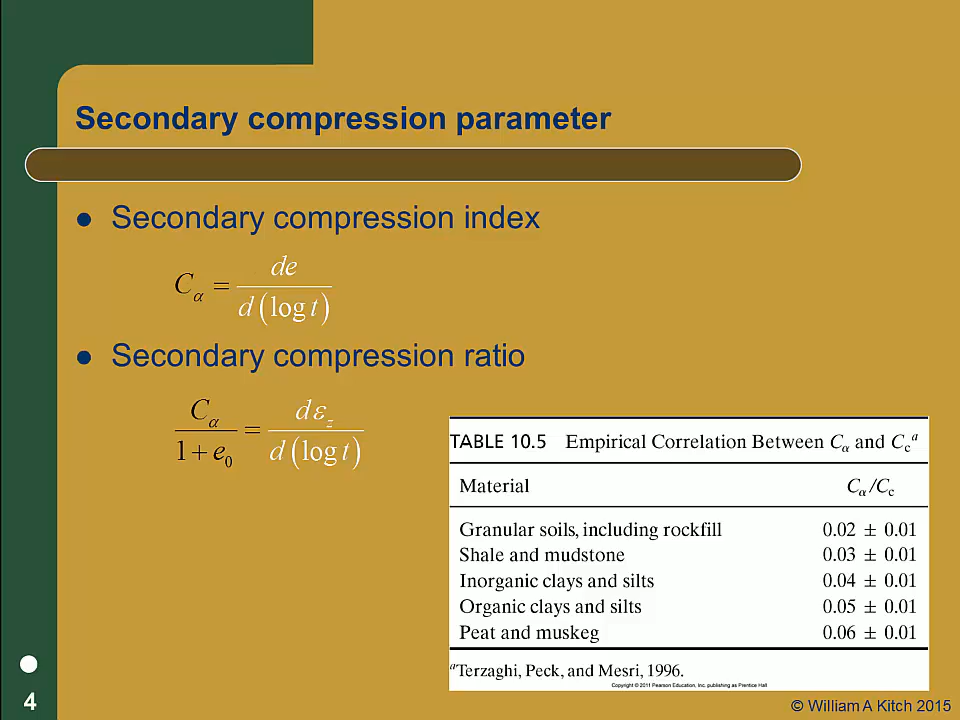 Secondary compression parameter
● Secondary compression index
C_α = de / d(log t)
● Secondary compression ratio
C_α / (1 + e_0) = dε_z / d(log t)
TABLE 10.5 Empirical Correlation Between C_α and C_c^a
Material C_α/C_c
Granular soils, including rockfill 0.02 ± 0.01
Shale and mudstone 0.03 ± 0.01
Inorganic clays and silts 0.04 ± 0.01
Organic clays and silts 0.05 ± 0.01
Peat and muskeg 0.06 ± 0.01
^aTerzaghi, Peck, and Mesri, 1996.
Copyright © 2011 Pearson Education, Inc. publishing as Prentice Hall
4
© William A Kitch 2015